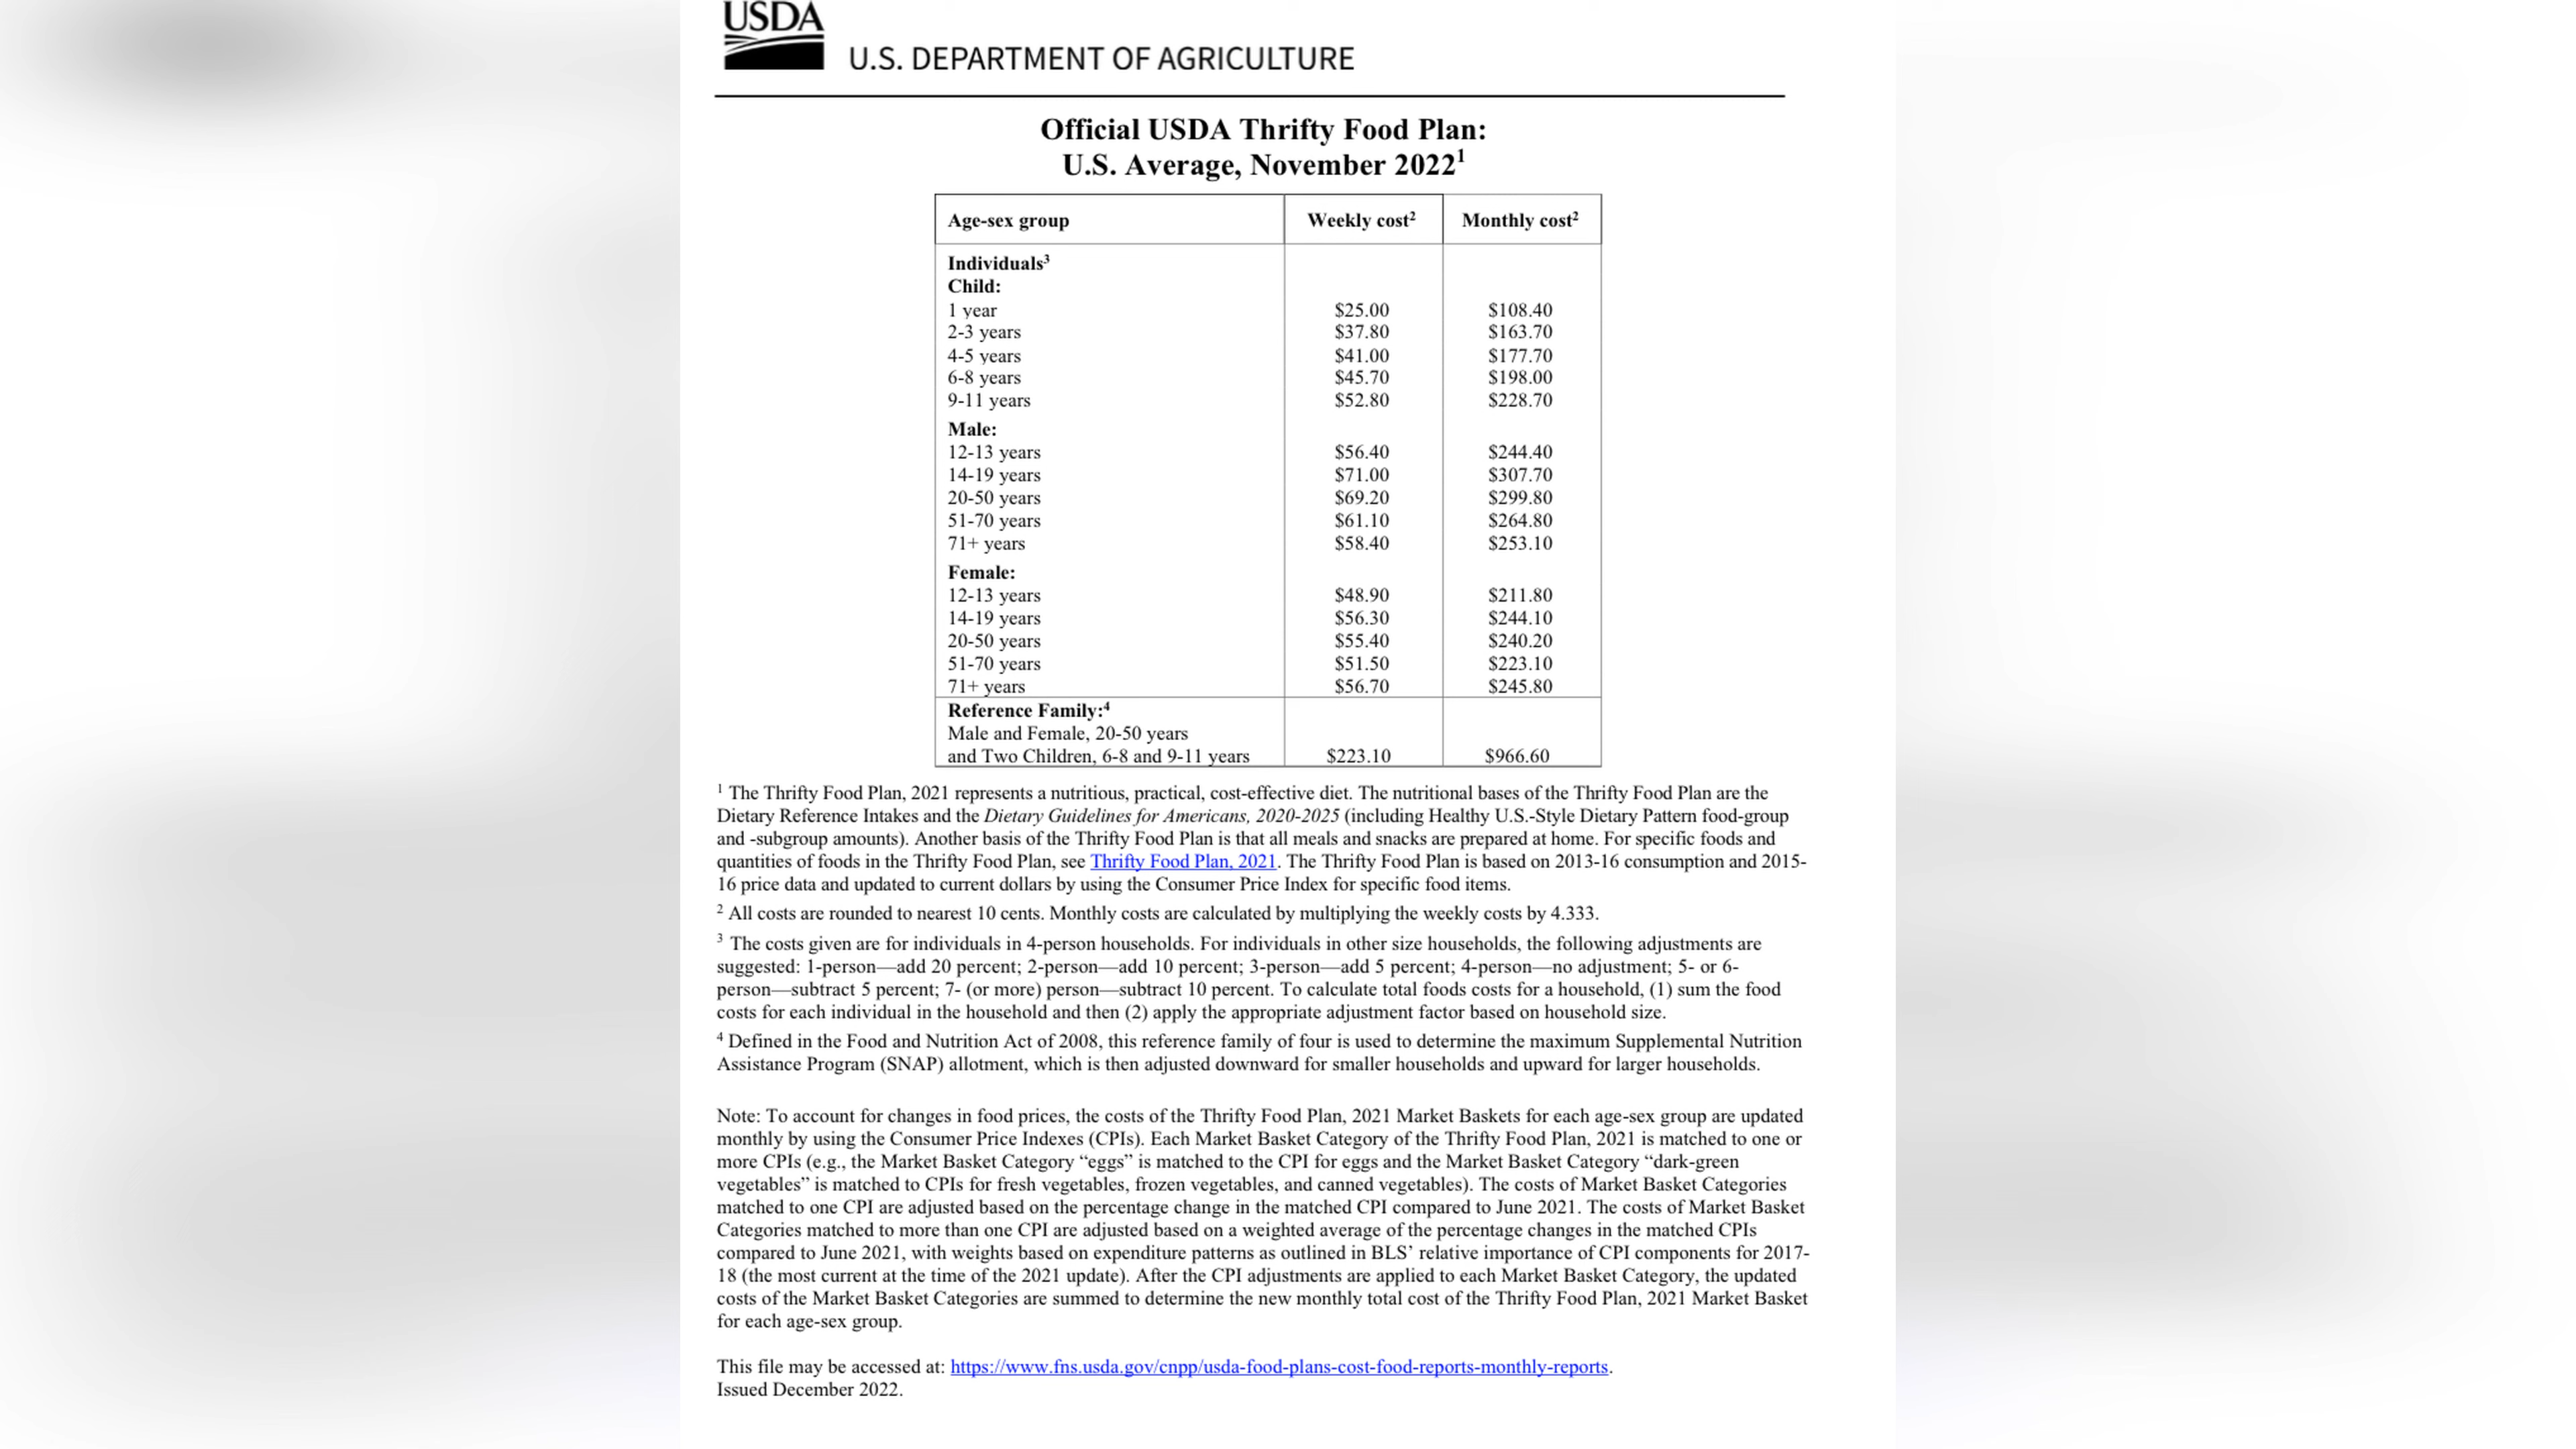 USDA
U.S. DEPARTMENT OF AGRICULTURE
Official USDA Thrifty Food Plan:
U.S. Average, November 2022¹
Age-sex group Weekly cost² Monthly cost²
Individuals³
Child:
1 year $25.00 $108.40
2-3 years $37.80 $163.70
4-5 years $41.00 $177.70
6-8 years $45.70 $198.00
9-11 years $52.80 $228.70
Male:
12-13 years $56.40 $244.40
14-19 years $71.00 $307.70
20-50 years $69.20 $299.80
51-70 years $61.10 $264.80
71+ years $58.40 $253.10
Female:
12-13 years $48.90 $211.80
14-19 years $56.30 $244.10
20-50 years $55.40 $240.20
51-70 years $51.50 $223.10
71+ years $56.70 $245.80
Reference Family:⁴
Male and Female, 20-50 years
and Two Children, 6-8 and 9-11 years $223.10 $966.60
¹ The Thrifty Food Plan, 2021 represents a nutritious, practical, cost-effective diet. The nutritional bases of the Thrifty Food Plan are the
Dietary Reference Intakes and the Dietary Guidelines for Americans, 2020-2025 (including Healthy U.S.-Style Dietary Pattern food-group
and -subgroup amounts). Another basis of the Thrifty Food Plan is that all meals and snacks are prepared at home. For specific foods and
quantities of foods in the Thrifty Food Plan, see Thrifty Food Plan, 2021. The Thrifty Food Plan is based on 2013-16 consumption and 2015-
16 price data and updated to current dollars by using the Consumer Price Index for specific food items.
² All costs are rounded to nearest 10 cents. Monthly costs are calculated by multiplying the weekly costs by 4.333.
³ The costs given are for individuals in 4-person households. For individuals in other size households, the following adjustments are
suggested: 1-person—add 20 percent; 2-person—add 10 percent; 3-person—add 5 percent; 4-person—no adjustment; 5- or 6-
person—subtract 5 percent; 7- (or more) person—subtract 10 percent. To calculate total foods costs for a household, (1) sum the food
costs for each individual in the household and then (2) apply the appropriate adjustment factor based on household size.
⁴ Defined in the Food and Nutrition Act of 2008, this reference family of four is used to determine the maximum Supplemental Nutrition
Assistance Program (SNAP) allotment, which is then adjusted downward for smaller households and upward for larger households.
Note: To account for changes in food prices, the costs of the Thrifty Food Plan, 2021 Market Baskets for each age-sex group are updated
monthly by using the Consumer Price Indexes (CPIs). Each Market Basket Category of the Thrifty Food Plan, 2021 is matched to one or
more CPIs (e.g., the Market Basket Category “eggs” is matched to the CPI for eggs and the Market Basket Category “dark-green
vegetables” is matched to CPIs for fresh vegetables, frozen vegetables, and canned vegetables). The costs of Market Basket Categories
matched to one CPI are adjusted based on the percentage change in the matched CPI compared to June 2021. The costs of Market Basket
Categories matched to more than one CPI are adjusted based on a weighted average of the percentage changes in the matched CPIs
compared to June 2021, with weights based on expenditure patterns as outlined in BLS’ relative importance of CPI components for 2017-
18 (the most current at the time of the 2021 update). After the CPI adjustments are applied to each Market Basket Category, the updated
costs of the Market Basket Categories are summed to determine the new monthly total cost of the Thrifty Food Plan, 2021 Market Basket
for each age-sex group.
This file may be accessed at: https://www.fns.usda.gov/cnpp/usda-food-plans-cost-food-reports-monthly-reports.
Issued December 2022.